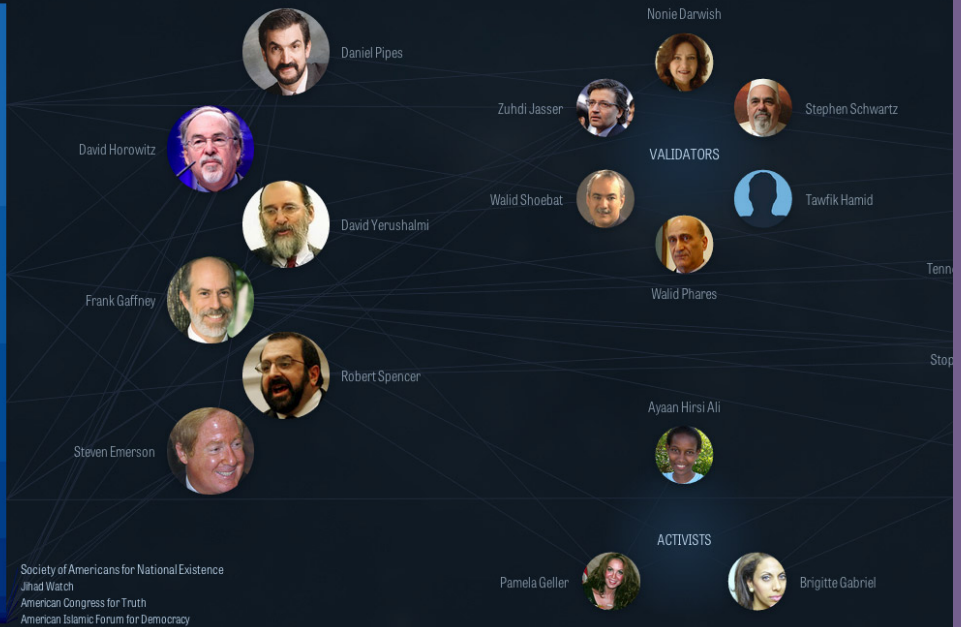 Nonie Darwish
Daniel Pipes
Zuhdi Jasser
Stephen Schwartz
David Horowitz
VALIDATORS
Walid Shoebat
Tawfik Hamid
David Yerushalmi
Tenn
Walid Phares
Frank Gaffney
Stop
Robert Spencer
Ayaan Hirsi Ali
Steven Emerson
ACTIVISTS
Society of Americans for National Existence
Jihad Watch
Pamela Geller
Brigitte Gabriel
American Congress for Truth
American Islamic Forum for Democracy